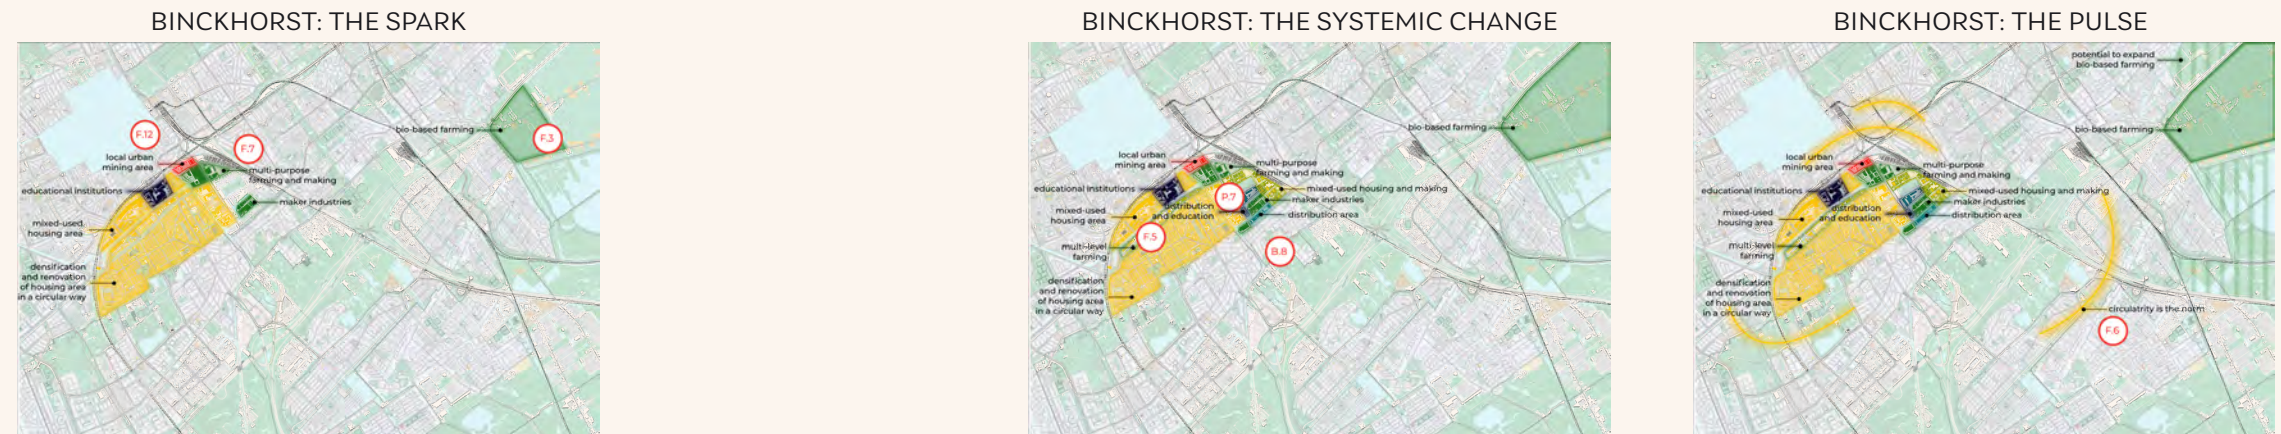 BINCKHORST: THE SPARK
F.12
F.7
bio-based farming
F.3
local urban
mining area
multi-purpose
farming and making
educational institutions
maker industries
mixed-used
housing area
densification
and renovation
of housing area
in a circular way
BINCKHORST: THE SYSTEMIC CHANGE
bio-based farming
local urban
mining area
multi-purpose
farming and making
educational institutions
mixed-used housing and making
P.7
maker industries
distribution
and education
distribution area
mixed-used
housing area
F.5
B.8
multi-level
farming
densification
and renovation
of housing area
in a circular way
BINCKHORST: THE PULSE
potential to expand
bio-based farming
bio-based farming
local urban
mining area
multi-purpose
farming and making
educational institutions
mixed-used housing and making
maker industries
distribution
and education
distribution area
mixed-used
housing area
multi-level
farming
densification
and renovation
of housing area
in a circular way
circulatrity is the norm
F.6